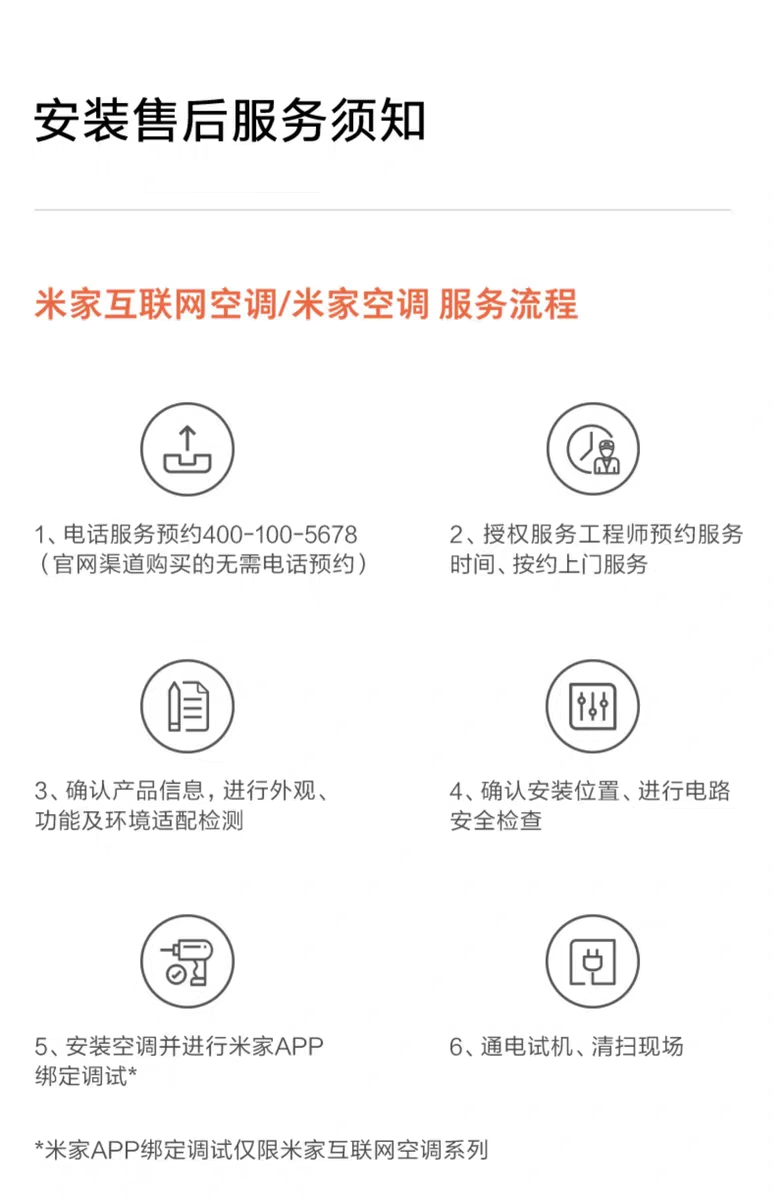 安装售后服务须知
米家互联网空调/米家空调 服务流程
1、电话服务预约400-100-5678
（官网渠道购买的无需电话预约）
2、授权服务工程师预约服务
时间、按约上门服务
3、确认产品信息，进行外观、
功能及环境适配检测
4、确认安装位置、进行电路
安全检查
5、安装空调并进行米家APP
绑定调试*
6、通电试机、清扫现场
*米家APP绑定调试仅限米家互联网空调系列